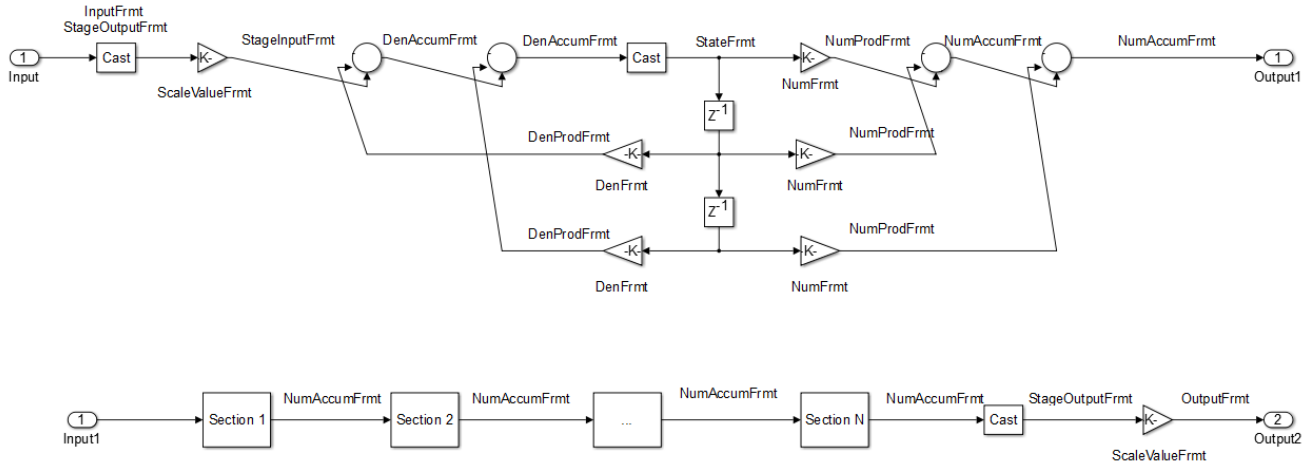 InputFrmt
StageOutputFrmt
StageInputFrmt
DenAccumFrmt
DenAccumFrmt
StateFrmt
NumProdFrmt
NumAccumFrmt
NumAccumFrmt
1
Cast
K-
Cast
K-
1
Input
ScaleValueFrmt
NumFrmt
Output1
Z-1
DenProdFrmt
NumProdFrmt
-K-
-K-
DenFrmt
NumFrmt
Z-1
DenProdFrmt
NumProdFrmt
-K-
-K-
DenFrmt
NumFrmt
NumAccumFrmt
NumAccumFrmt
NumAccumFrmt
NumAccumFrmt
StageOutputFrmt
OutputFrmt
1
Section 1
Section 2
...
Section N
Cast
K-
2
Input1
Output2
ScaleValueFrmt